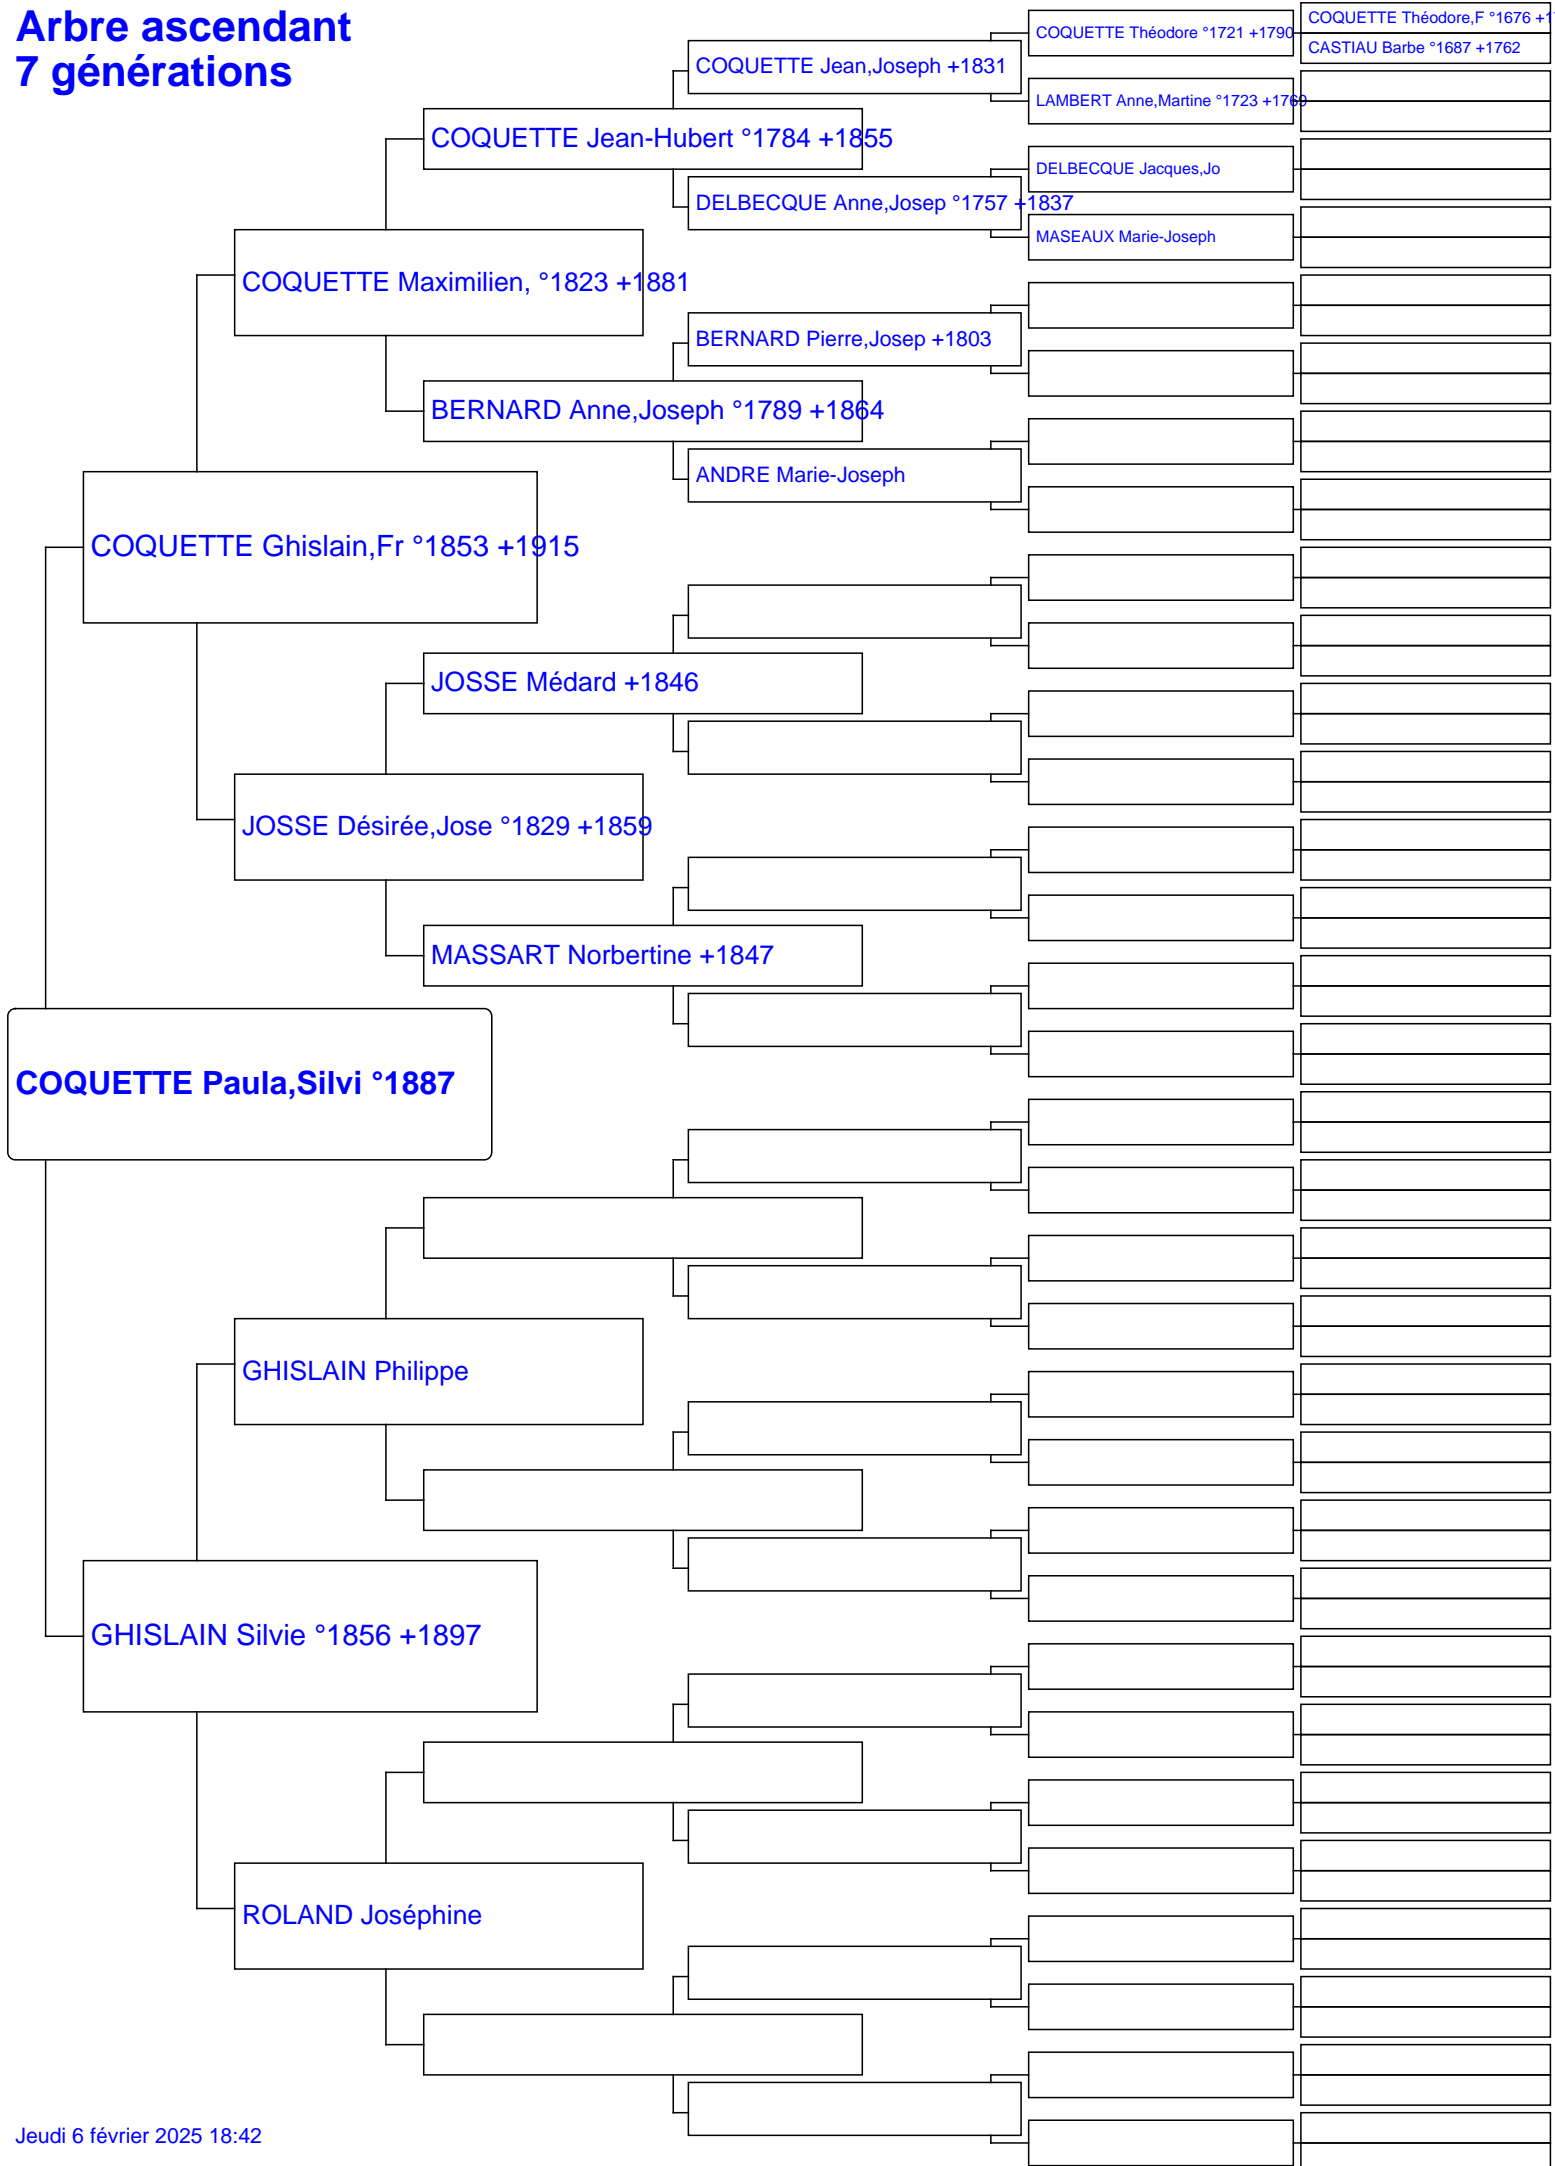 Arbre ascendant
7 générations
COQUETTE Théodore,F °1676 +1
COQUETTE Théodore °1721 +1790
CASTIAU Barbe °1687 +1762
COQUETTE Jean,Joseph +1831
LAMBERT Anne,Martine °1723 +1769
COQUETTE Jean-Hubert °1784 +1855
DELBECQUE Jacques,Jo
DELBECQUE Anne,Josep °1757 +1837
MASEAUX Marie-Joseph
COQUETTE Maximilien, °1823 +1881
BERNARD Pierre,Josep +1803
BERNARD Anne,Joseph °1789 +1864
ANDRE Marie-Joseph
COQUETTE Ghislain,Fr °1853 +1915
JOSSE Médard +1846
JOSSE Désirée,Jose °1829 +1859
MASSART Norbertine +1847
COQUETTE Paula,Silvi °1887
GHISLAIN Philippe
GHISLAIN Silvie °1856 +1897
ROLAND Joséphine
Jeudi 6 février 2025 18:42